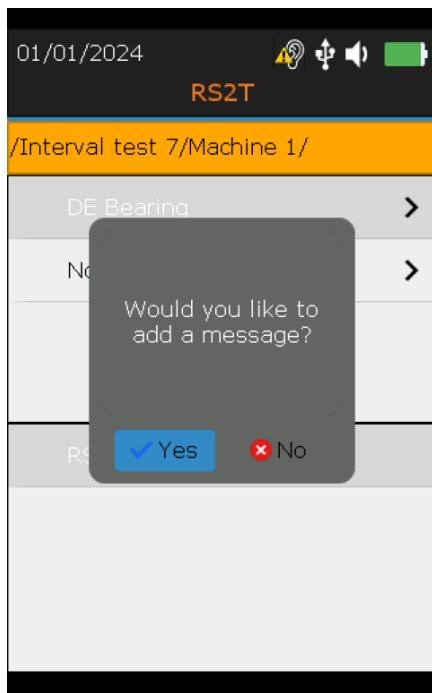 01/01/2024
RS2T
/Interval test 7/Machine 1/
DE Bearing
Would you like to
add a message?
Yes
No